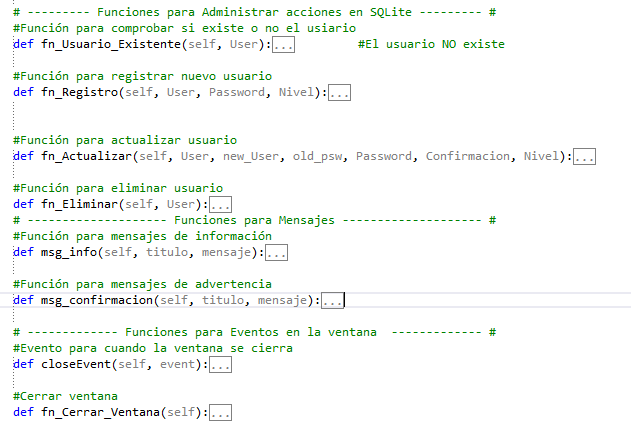 # --------- Funciones para Administrar acciones en SQLite --------- #
#Función para comprobar si existe o no el usiario
def fn_Usuario_Existente(self, User):... #El usuario NO existe
#Función para registrar nuevo usuario
def fn_Registro(self, User, Password, Nivel):...
#Función para actualizar usuario
def fn_Actualizar(self, User, new_User, old_psw, Password, Confirmacion, Nivel):...
#Función para eliminar usuario
def fn_Eliminar(self, User):...
# -------------------- Funciones para Mensajes -------------------- #
#Función para mensajes de información
def msg_info(self, titulo, mensaje):...
#Función para mensajes de advertencia
def msg_confirmacion(self, titulo, mensaje):...
# ------------- Funciones para Eventos en la ventana  ------------- #
#Evento para cuando la ventana se cierra
def closeEvent(self, event):...
#Cerrar ventana
def fn_Cerrar_Ventana(self):...